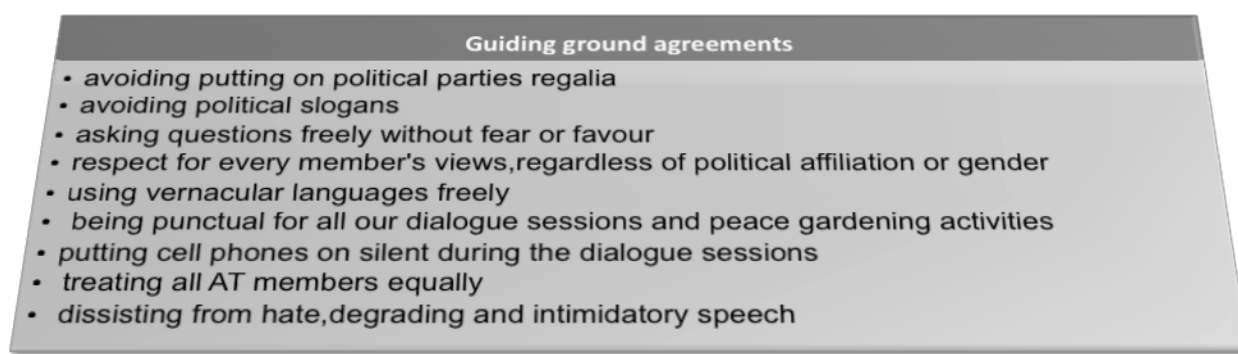 Guiding ground agreements
• avoiding putting on political parties regalia
• avoiding political slogans
• asking questions freely without fear or favour
• respect for every member's views,regardless of political affiliation or gender
• using vernacular languages freely
• being punctual for all our dialogue sessions and peace gardening activities
• putting cell phones on silent during the dialogue sessions
• treating all AT members equally
• dissisting from hate,degrading and intimidatory speech